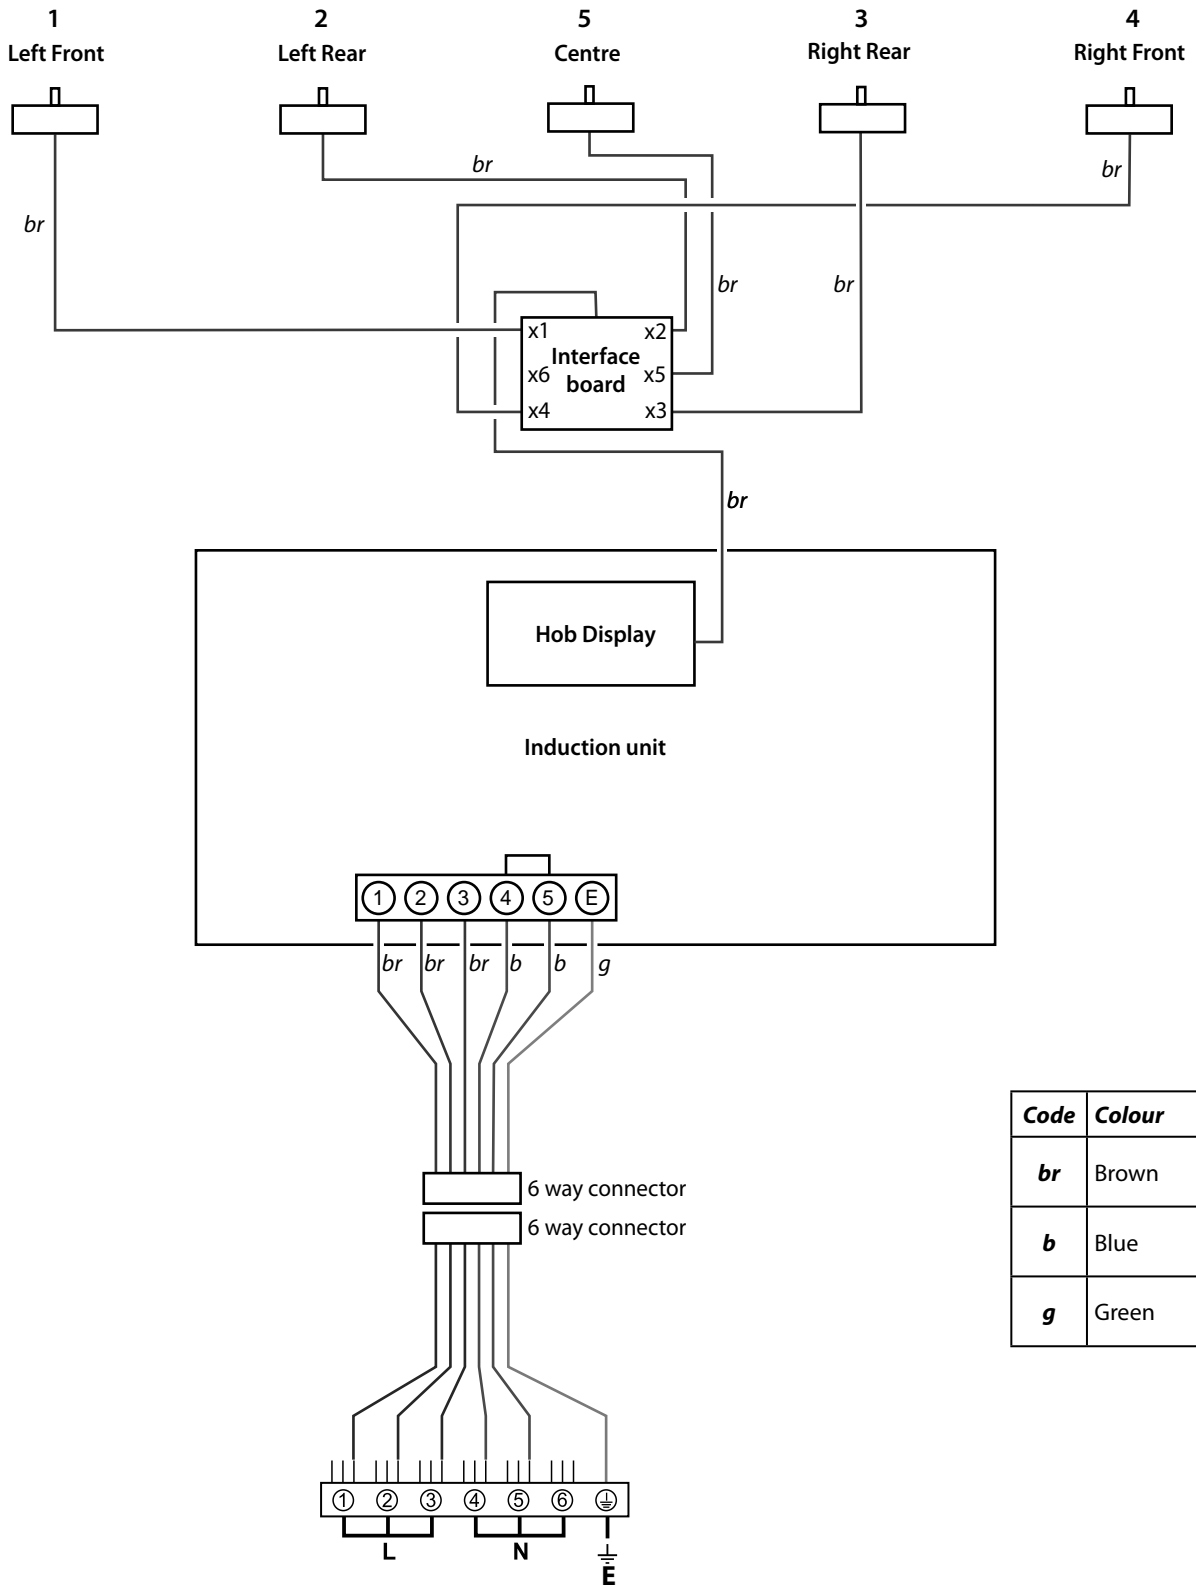 1 2 5 3 4
Left Front Left Rear Centre Right Rear Right Front
br br
br
br br
x1 x2
Interface
x6 x5
board
x4 x3
br
Hob Display
Induction unit
1 2 3 4 5 E
br br br b b g
Code Colour
br Brown
b Blue
g Green
6 way connector
6 way connector
1 2 3 4 5 6
L N
E